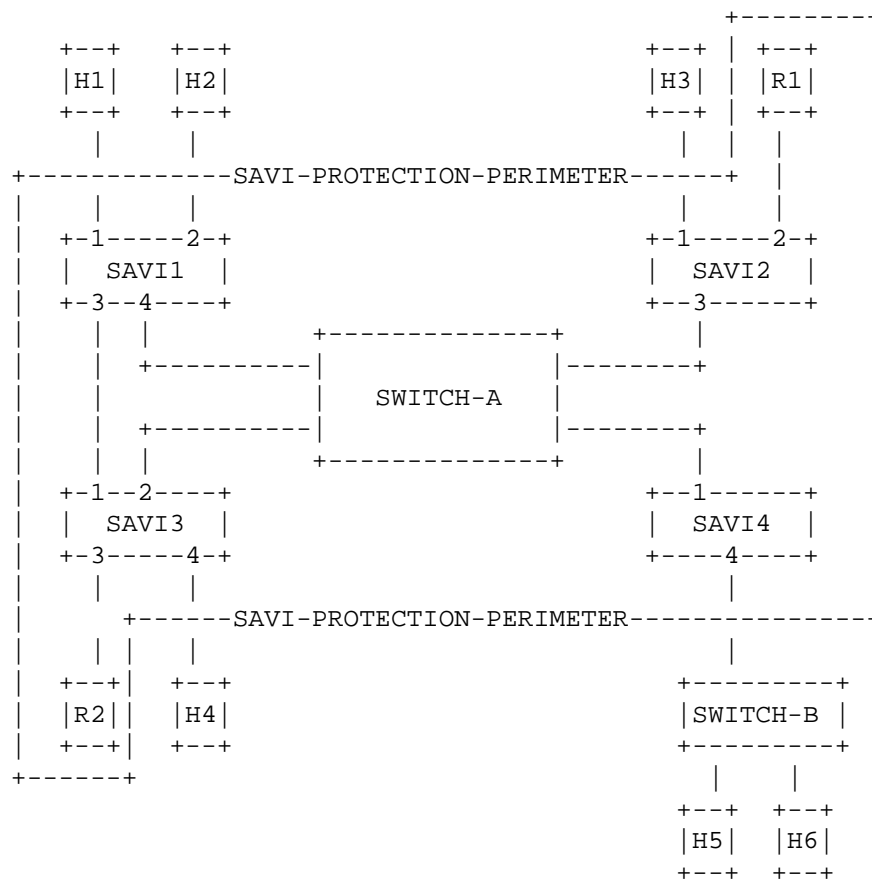 H1 H2 H3 R1
SAVI-PROTECTION-PERIMETER
1 2 1 2
SAVI1 SAVI2
3 4 3
SWITCH-A
1 2 1
SAVI3 SAVI4
3 4 4
SAVI-PROTECTION-PERIMETER
R2 H4 SWITCH-B
H5 H6